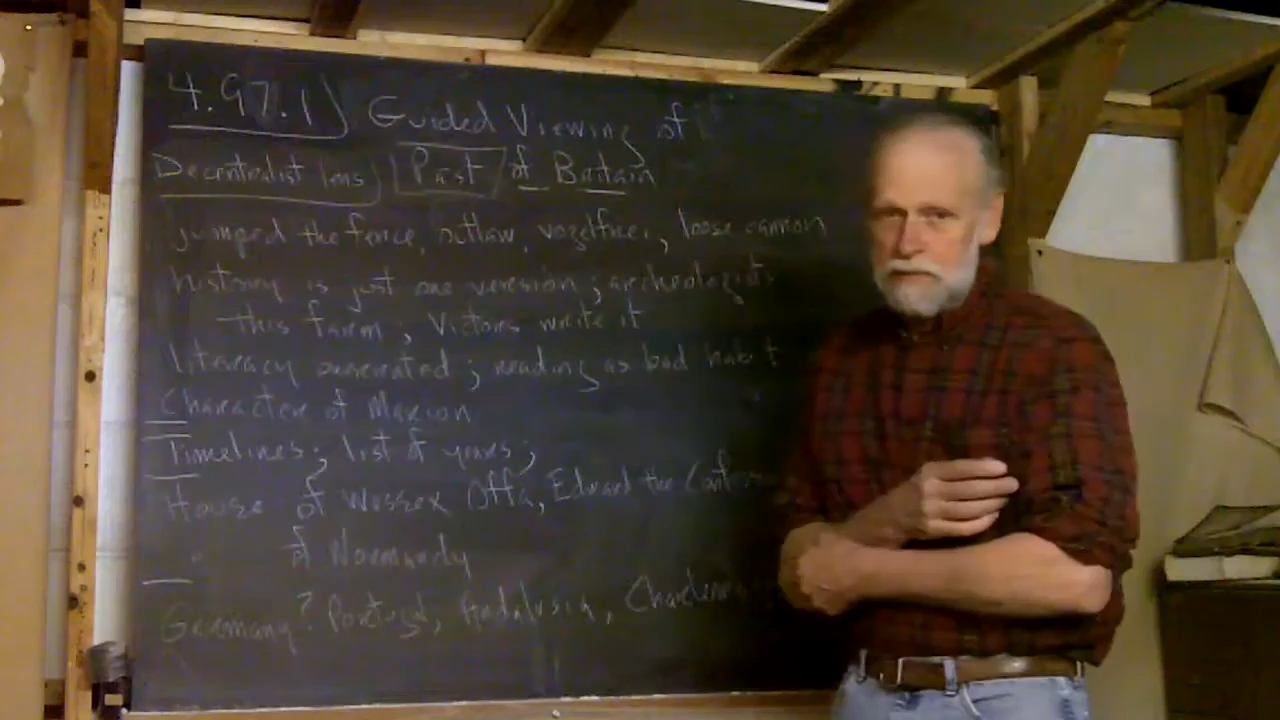 4.97.1) Guided Viewing of
Decentralist lens Past of Britain
jumped the fence, outlaw, vogelfrei, loose cannon
history is just one version; archeologists
this farm; Victors write it
literacy overrated; reading as bad habit
Character of Marion
Timelines; list of years;
House of Wessex Offa, Edward the Confessor
" of Normandy
Germany? Portugal, Andalusia,